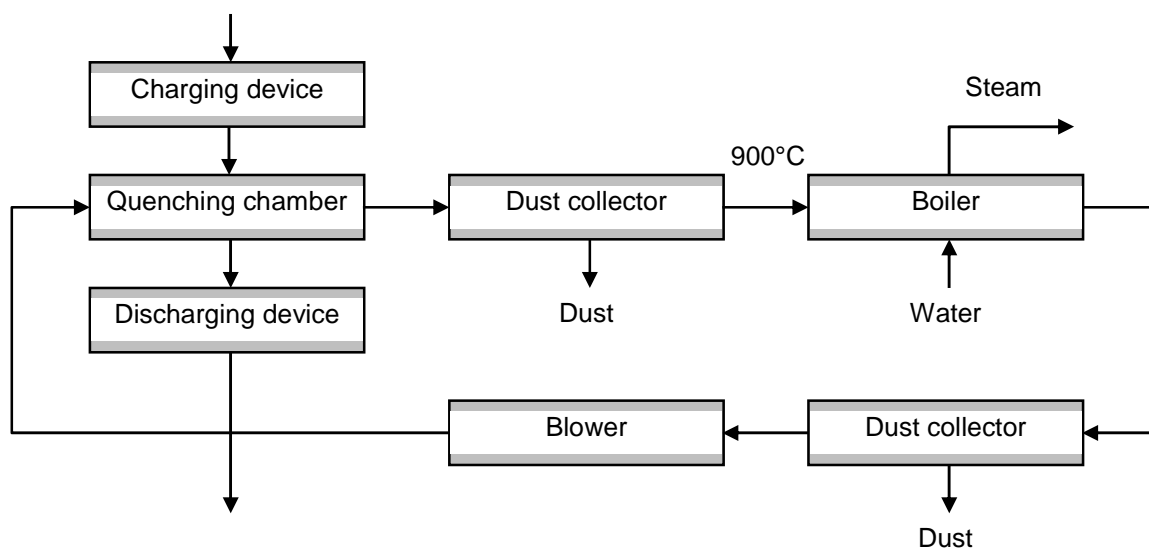 Charging device
Steam
900°C
Quenching chamber
Dust collector
Boiler
Discharging device
Dust
Water
Blower
Dust collector
Dust